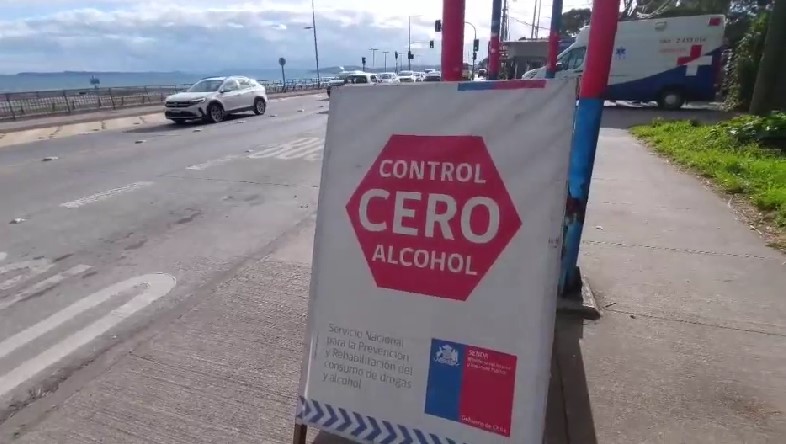 CONTROL
CERO
ALCOHOL
Servicio Nacional
para la Prevención
y Rehabilitación del
consumo de drogas
y alcohol
SENDA
Gobierno de Chile